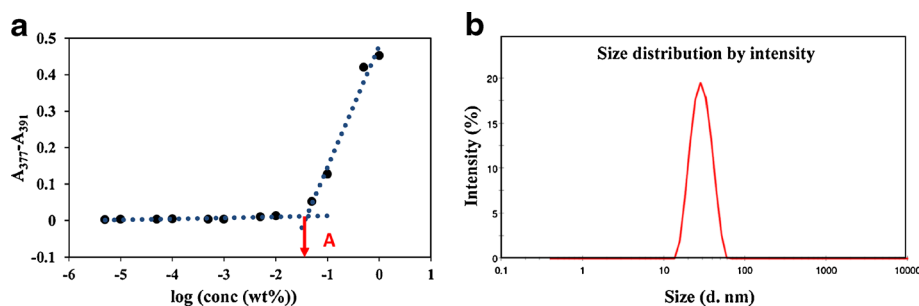 a
0.5
0.4
0.3
0.2
0.1
0
-0.1
A377-A391
-6 -5 -4 -3 -2 -1 0 1
log (conc (wt%))
A
b
Size distribution by intensity
20
15
10
5
0
Intensity (%)
0.1 1 10 100 1000 10000
Size (d. nm)